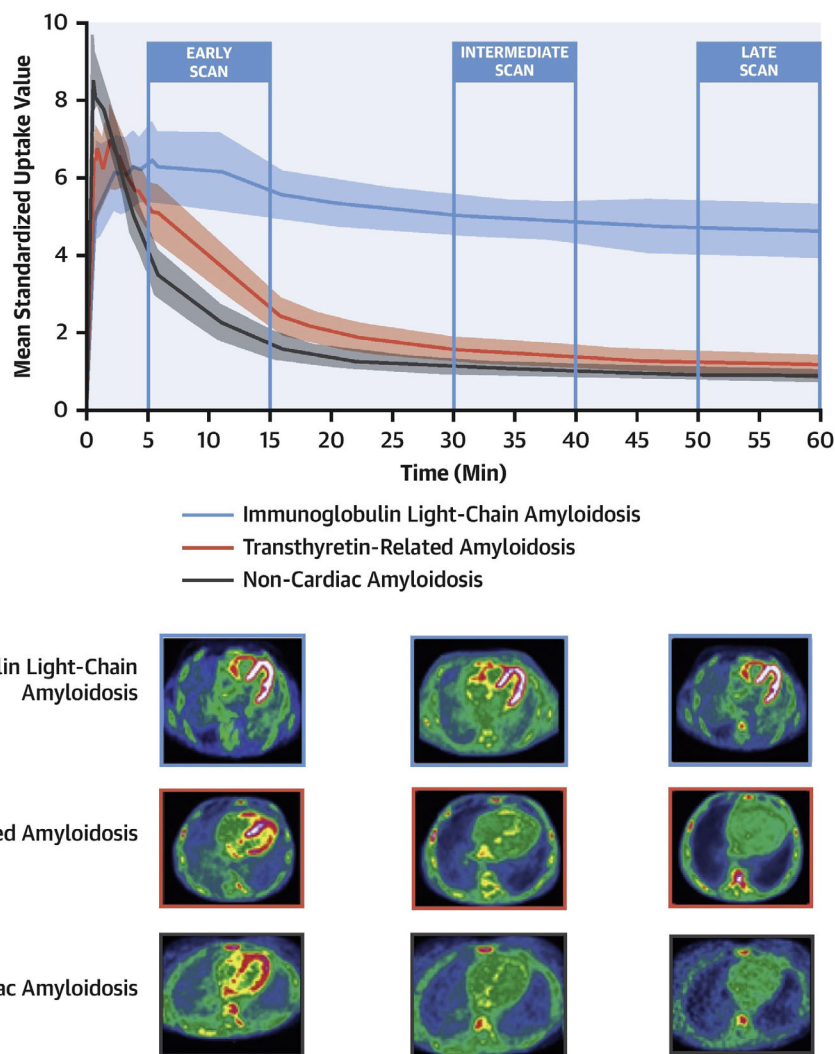 10
8
6
4
2
0
Mean Standardized Uptake Value
EARLY
SCAN
INTERMEDIATE
SCAN
LATE
SCAN
0 5 10 15 20 25 30 35 40 45 50 55 60
Time (Min)
Immunoglobulin Light-Chain Amyloidosis
Transthyretin-Related Amyloidosis
Non-Cardiac Amyloidosis
lin Light-Chain
Amyloidosis
ed Amyloidosis
ac Amyloidosis